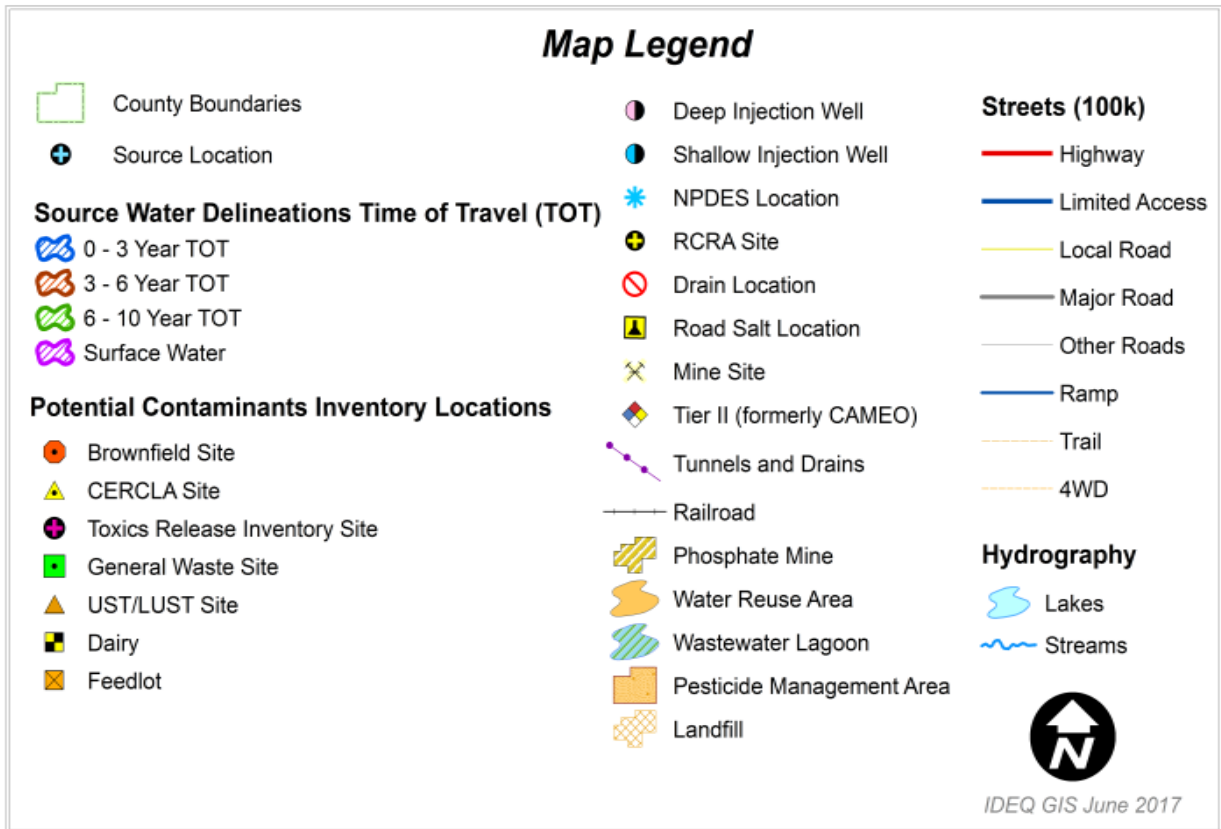 Map Legend
County Boundaries
Source Location
Source Water Delineations Time of Travel (TOT)
0 - 3 Year TOT
3 - 6 Year TOT
6 - 10 Year TOT
Surface Water
Potential Contaminants Inventory Locations
Brownfield Site
CERCLA Site
Toxics Release Inventory Site
General Waste Site
UST/LUST Site
Dairy
Feedlot
Deep Injection Well
Shallow Injection Well
NPDES Location
RCRA Site
Drain Location
Road Salt Location
Mine Site
Tier II (formerly CAMEO)
Tunnels and Drains
Railroad
Phosphate Mine
Water Reuse Area
Wastewater Lagoon
Pesticide Management Area
Landfill
Streets (100k)
Highway
Limited Access
Local Road
Major Road
Other Roads
Ramp
Trail
4WD
Hydrography
Lakes
Streams
N
IDEQ GIS June 2017